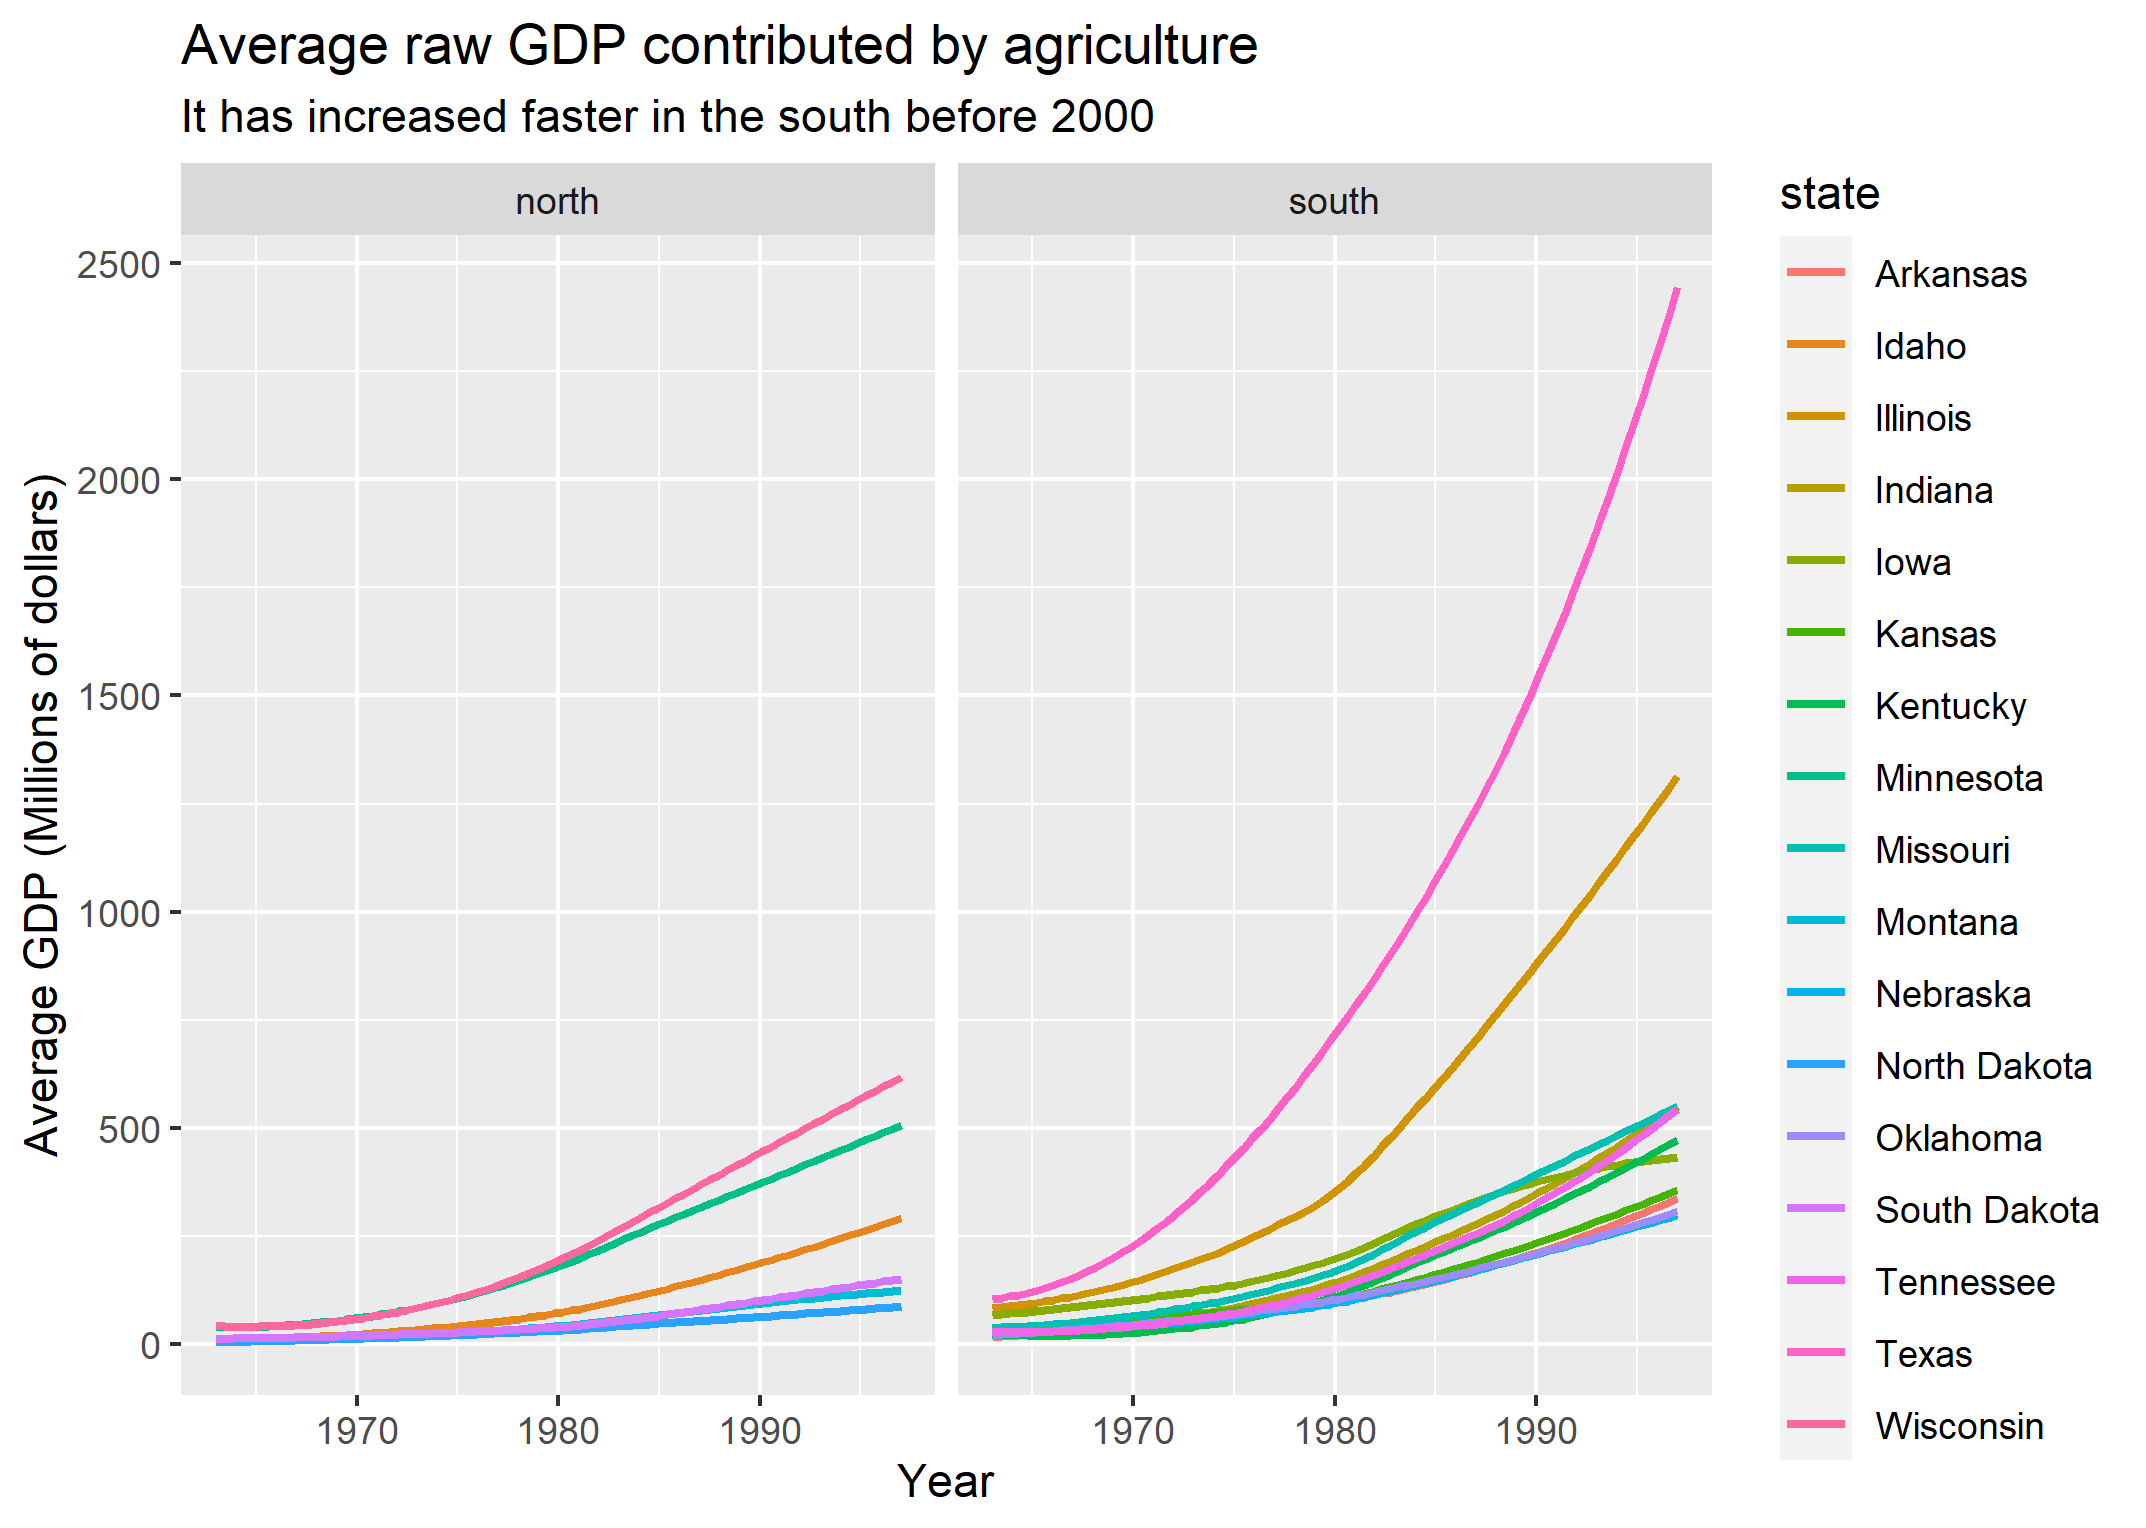 Average raw GDP contributed by agriculture
It has increased faster in the south before 2000
north
south
state
Arkansas
Idaho
Illinois
Indiana
Iowa
Kansas
Kentucky
Minnesota
Missouri
Montana
Nebraska
North Dakota
Oklahoma
South Dakota
Tennessee
Texas
Wisconsin
Average GDP (Millions of dollars)
2500
2000
1500
1000
500
0
1970
1980
1990
1970
1980
1990
Year